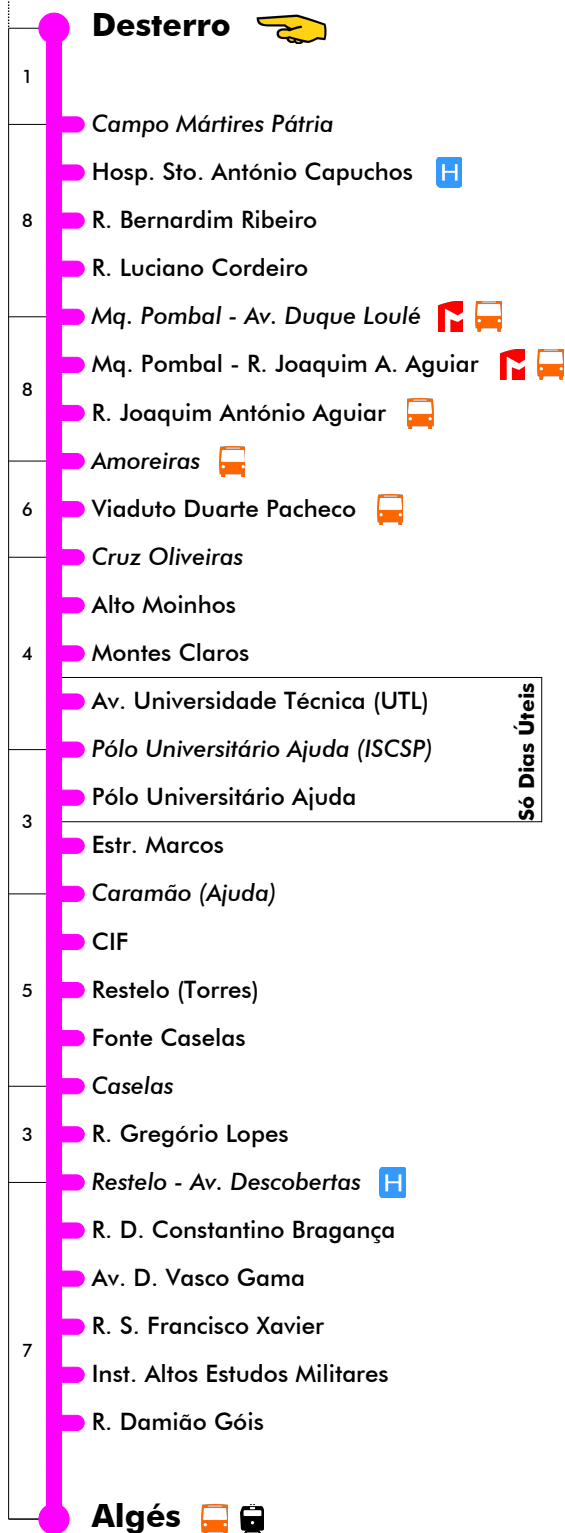 Desterro
1
Campo Mártires Pátria
Hosp. Sto. António Capuchos H
8 R. Bernardim Ribeiro
R. Luciano Cordeiro
Mq. Pombal - Av. Duque Loulé
Mq. Pombal - R. Joaquim A. Aguiar
8
R. Joaquim António Aguiar
Amoreiras
6 Viaduto Duarte Pacheco
Cruz Oliveiras
Alto Moinhos
4 Montes Claros
Av. Universidade Técnica (UTL)
Pólo Universitário Ajuda (ISCSP)
Pólo Universitário Ajuda
Só Dias Úteis
3
Estr. Marcos
Caramão (Ajuda)
CIF
5 Restelo (Torres)
Fonte Caselas
Caselas
3 R. Gregório Lopes
Restelo - Av. Descobertas H
R. D. Constantino Bragança
Av. D. Vasco Gama
R. S. Francisco Xavier
7
Inst. Altos Estudos Militares
R. Damião Góis
Algés